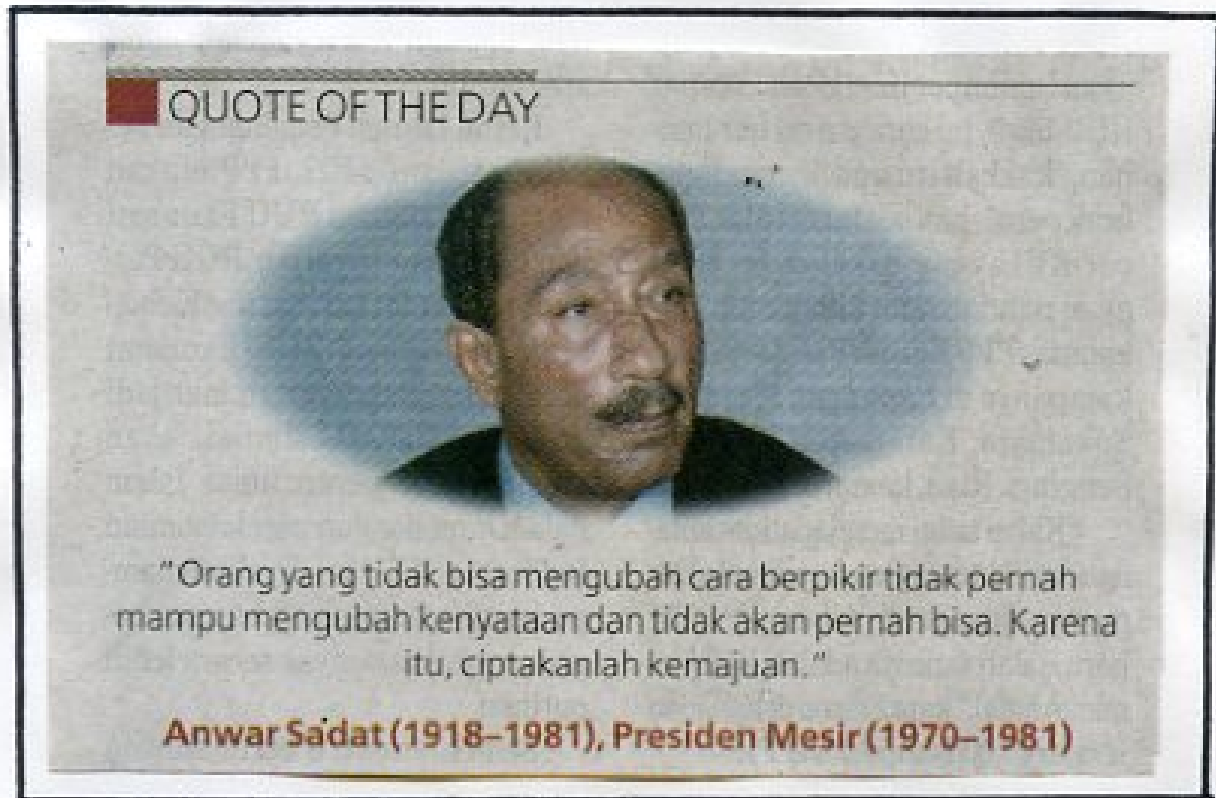 QUOTE OF THE DAY
"Orang yang tidak bisa mengubah cara berpikir tidak pernah
mampu mengubah kenyataan dan tidak akan pernah bisa. Karena
itu, ciptakanlah kemajuan."
Anwar Sadat (1918–1981), Presiden Mesir (1970–1981)